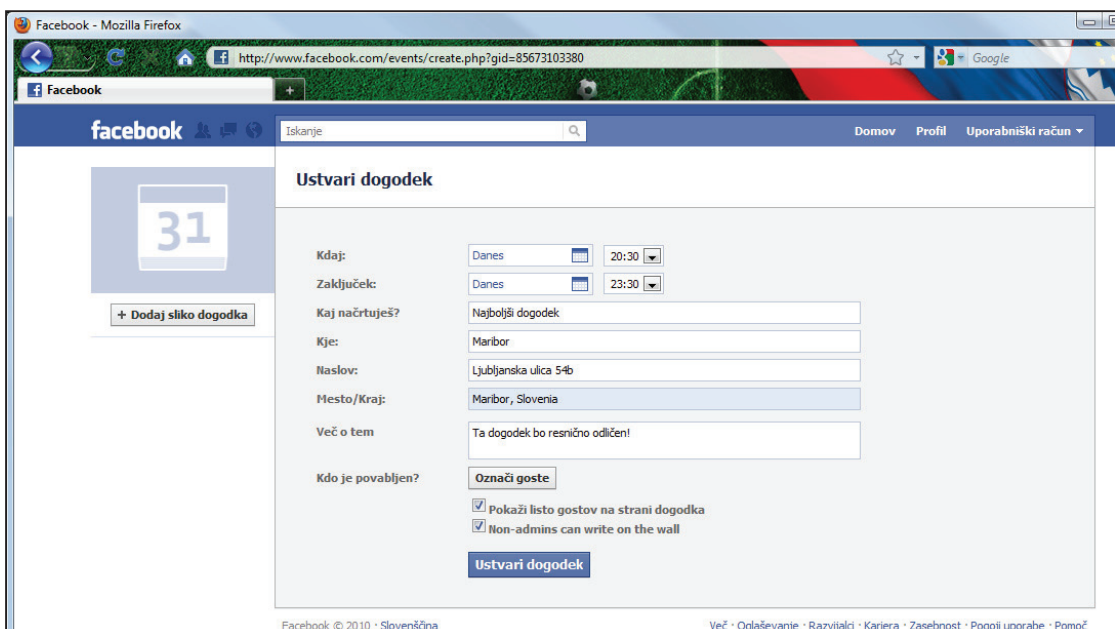 Facebook - Mozilla Firefox
http://www.facebook.com/events/create.php?gid=85673103380
Google
Facebook
facebook
Iskanje
Domov Profil Uporabniški račun
31
Ustvari dogodek
+ Dodaj sliko dogodka
Kdaj: Danes 20:30
Zaključek: Danes 23:30
Kaj načrtuješ? Najboljši dogodek
Kje: Maribor
Naslov: Ljubljanska ulica 54b
Mesto/Kraj: Maribor, Slovenia
Več o tem Ta dogodek bo resnično odličen!
Kdo je povabljen? Označi goste
Pokaži listo gostov na strani dogodka
Non-admins can write on the wall
Ustvari dogodek
Facebook © 2010 · Slovenščina Več · Oglaševanje · Razvijalci · Kariera · Zasebnost · Pogoji uporabe · Pomoč